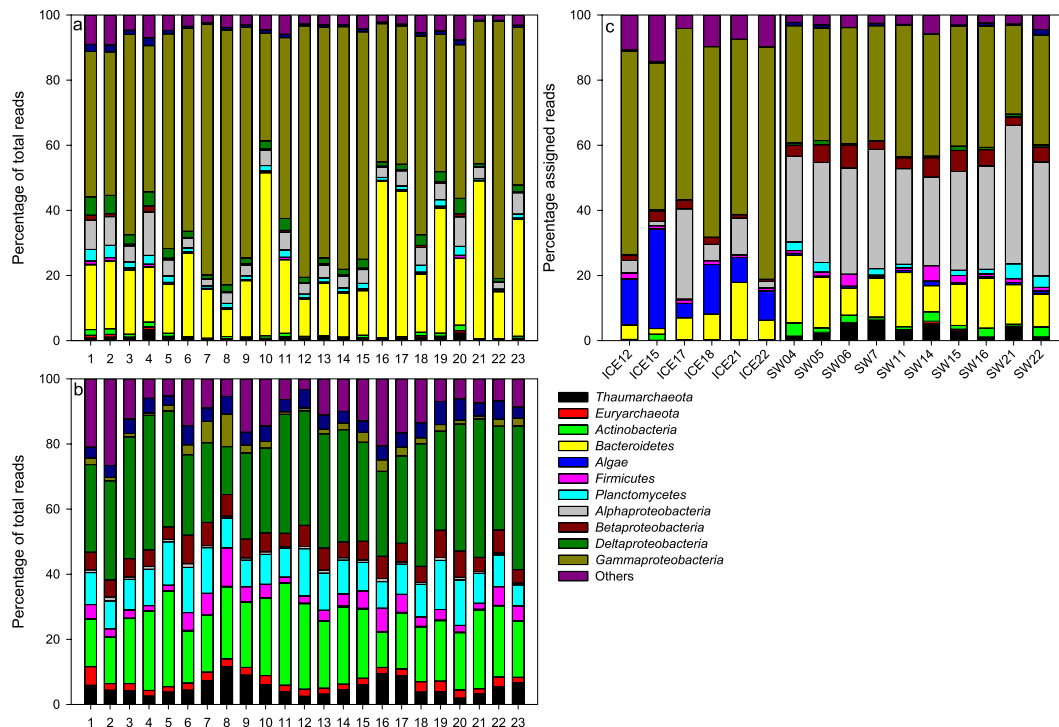 a
100
80
60
40
20
0
Percentage of total reads
1 2 3 4 5 6 7 8 9 10 11 12 13 14 15 16 17 18 19 20 21 22 23
c
100
80
60
40
20
0
Percentage assigned reads
ICE12 ICE15 ICE17 ICE18 ICE21 ICE22 SW04 SW05 SW06 SW7 SW11 SW14 SW15 SW16 SW21 SW22
b
100
80
60
40
20
0
Percentage of total reads
1 2 3 4 5 6 7 8 9 10 11 12 13 14 15 16 17 18 19 20 21 22 23
Thaumarchaeota
Euryarchaeota
Actinobacteria
Bacteroidetes
Algae
Firmicutes
Planctomycetes
Alphaproteobacteria
Betaproteobacteria
Deltaproteobacteria
Gammaproteobacteria
Others